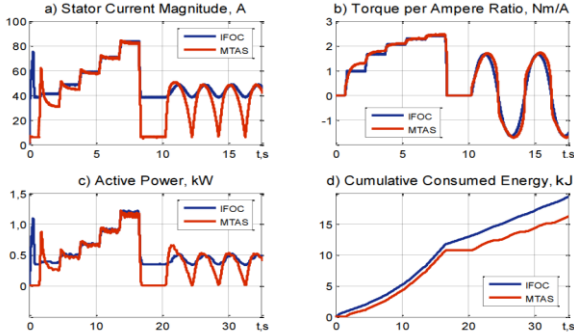 a) Stator Current Magnitude, A
100
80
60
40
20
0
0
5
10
15
t,s
IFOC
MTAS
b) Torque per Ampere Ratio, Nm/A
3
2
1
0
-1
0
5
10
15
t,s
IFOC
MTAS
c) Active Power, kW
1,5
1.0
0.5
0
0
10
20
30
t,s
IFOC
MTAS
d) Cumulative Consumed Energy, kJ
20
15
10
5
0
0
10
20
30
t,s
IFOC
MTAS